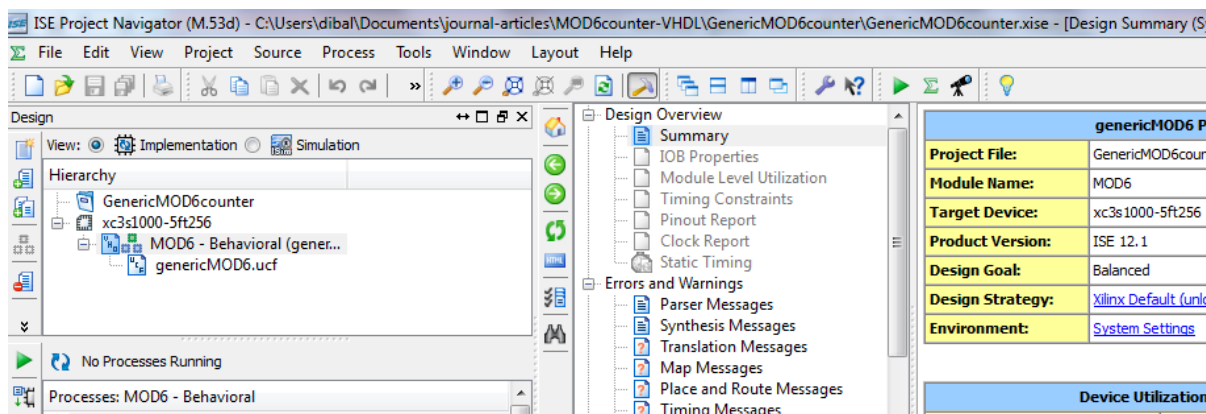 ISE Project Navigator (M.53d) - C:\Users\dibal\Documents\journal-articles\MOD6counter-VHDL\GenericMOD6counter\GenericMOD6counter.xise - [Design Summary (S
File Edit View Project Source Process Tools Window Layout Help
Design
View: Implementation Simulation
Hierarchy
GenericMOD6counter
xc3s1000-5ft256
MOD6 - Behavioral (gener...
genericMOD6.ucf
No Processes Running
Processes: MOD6 - Behavioral
Design Overview
Summary
IOB Properties
Module Level Utilization
Timing Constraints
Pinout Report
Clock Report
Static Timing
Errors and Warnings
Parser Messages
Synthesis Messages
Translation Messages
Map Messages
Place and Route Messages
Timing Messages
genericMOD6 P
Project File: GenericMOD6cour
Module Name: MOD6
Target Device: xc3s1000-5ft256
Product Version: ISE 12.1
Design Goal: Balanced
Design Strategy: Xilinx Default (unlo
Environment: System Settings
Device Utilization